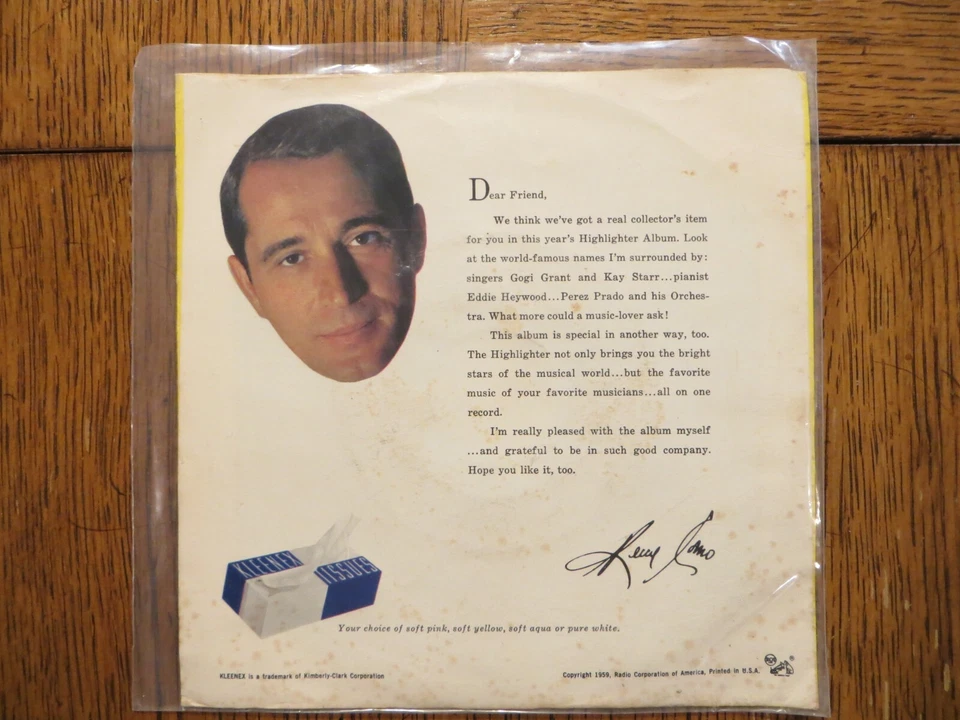 Dear Friend,
We think we've got a real collector's item
for you in this year's Highlighter Album. Look
at the world-famous names I'm surrounded by:
singers Gogi Grant and Kay Starr...pianist
Eddie Heywood...Perez Prado and his Orches-
tra. What more could a music-lover ask!
This album is special in another way, too.
The Highlighter not only brings you the bright
stars of the musical world...but the favorite
music of your favorite musicians...all on one
record.
I'm really pleased with the album myself
...and grateful to be in such good company.
Hope you like it, too.
Perry Como
KLEENEX
TISSUES
Your choice of soft pink, soft yellow, soft aqua or pure white.
KLEENEX is a trademark of Kimberly-Clark Corporation
Copyright 1959, Radio Corporation of America, Printed in U.S.A.
RCA ®